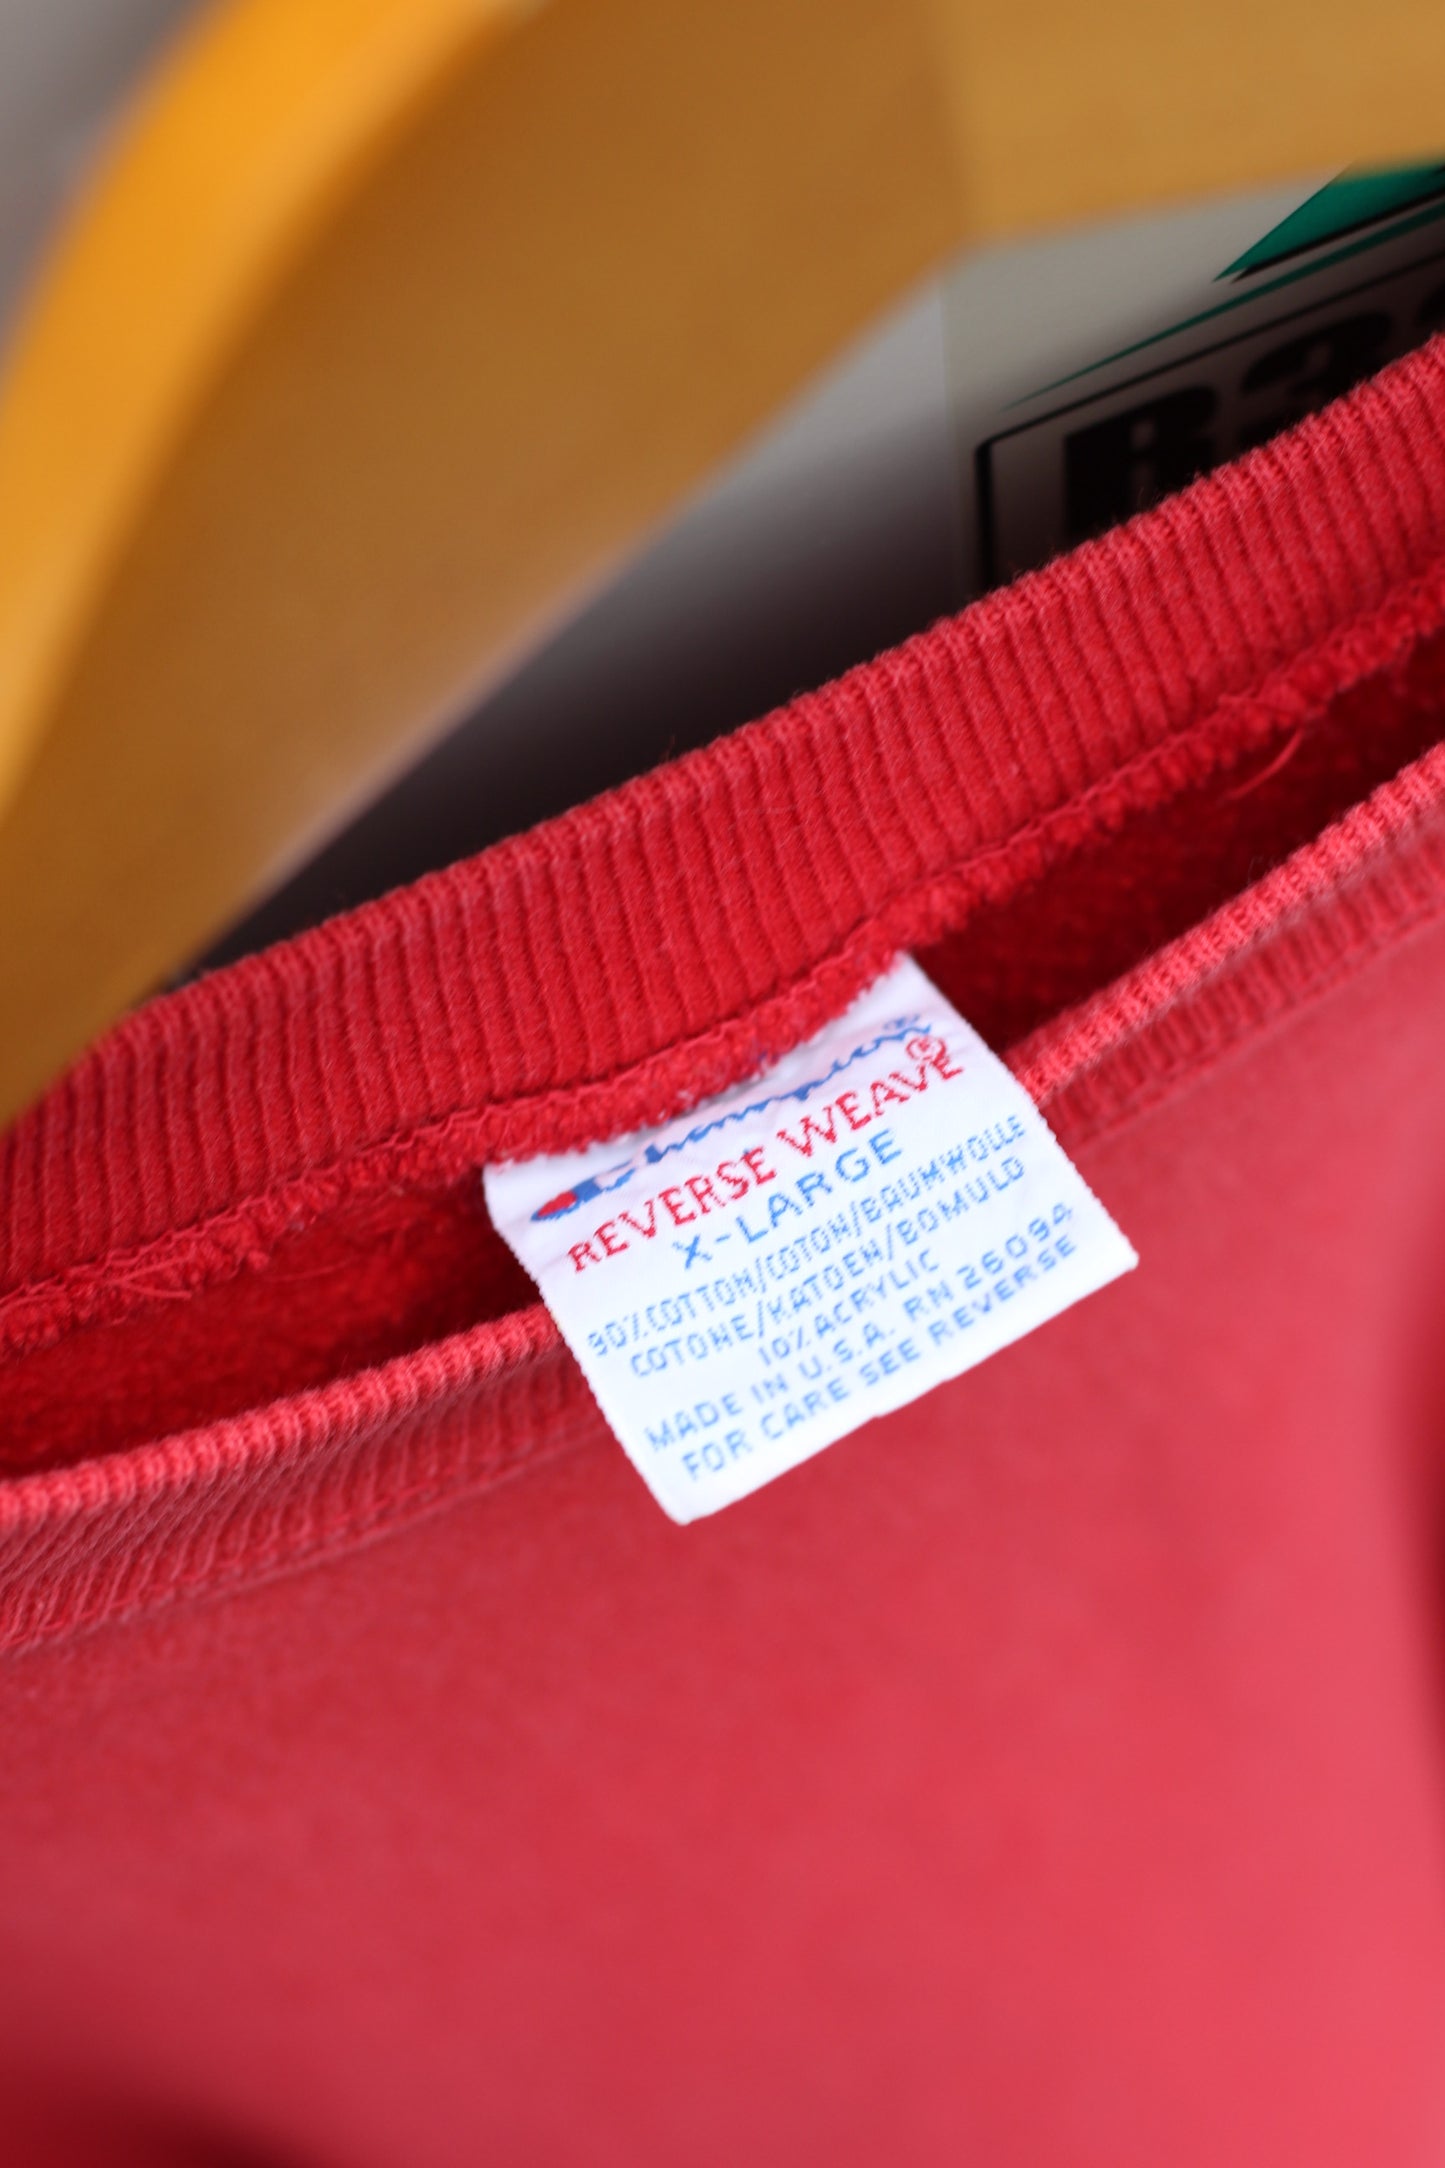 Champion®
REVERSE WEAVE®
X-LARGE
90% COTTON/COTON/BAUMWOLLE
COTONE/KATOEN/BOMULD
10% ACRYLIC
MADE IN U.S.A. RN 26094
FOR CARE SEE REVERSE